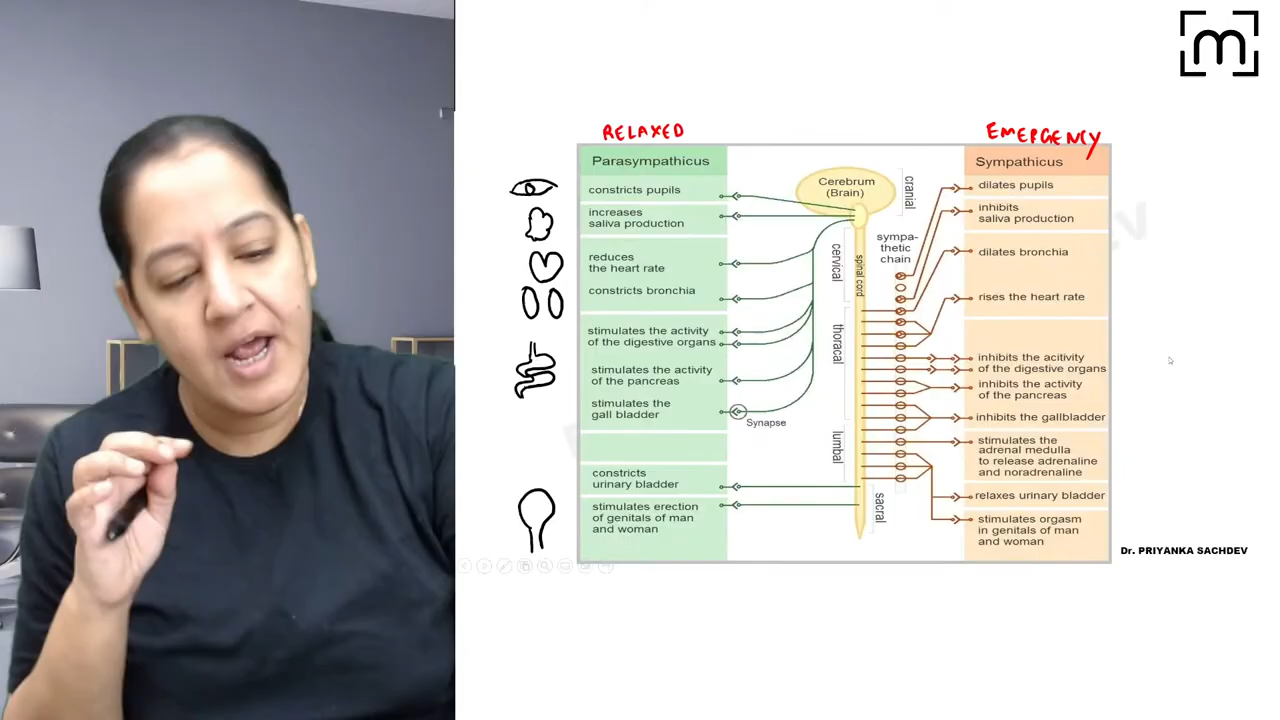 RELAXED
EMERGENCY
Parasympathicus
constricts pupils
increases
saliva production
reduces
the heart rate
constricts bronchia
stimulates the activity
of the digestive organs
stimulates the activity
of the pancreas
stimulates the
gall bladder
constricts
urinary bladder
stimulates erection
of genitals of man
and woman
Cerebrum
(Brain)
cranial
cervical
spinal cord
sympa-
thetic
chain
thoracal
Synapse
lumbal
sacral
Sympathicus
dilates pupils
inhibits
saliva production
dilates bronchia
rises the heart rate
inhibits the acitivity
of the digestive organs
inhibits the activity
of the pancreas
inhibits the gallbladder
stimulates the
adrenal medulla
to release adrenaline
and noradrenaline
relaxes urinary bladder
stimulates orgasm
in genitals of man
and woman
m
Dr. PRIYANKA SACHDEV